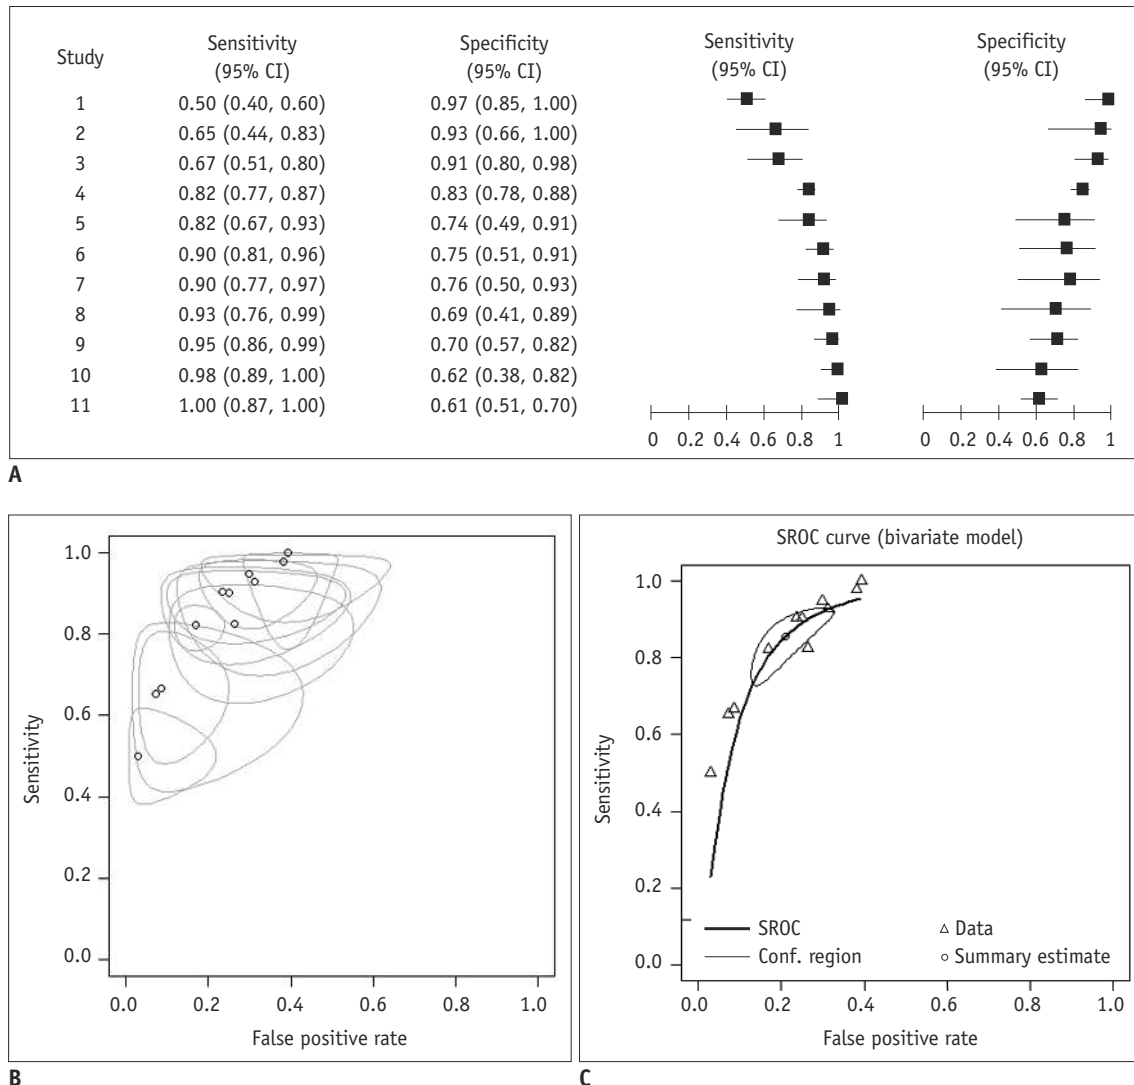 Study Sensitivity (95% CI) Specificity (95% CI) Sensitivity (95% CI) Specificity (95% CI)
1 0.50 (0.40, 0.60) 0.97 (0.85, 1.00)
2 0.65 (0.44, 0.83) 0.93 (0.66, 1.00)
3 0.67 (0.51, 0.80) 0.91 (0.80, 0.98)
4 0.82 (0.77, 0.87) 0.83 (0.78, 0.88)
5 0.82 (0.67, 0.93) 0.74 (0.49, 0.91)
6 0.90 (0.81, 0.96) 0.75 (0.51, 0.91)
7 0.90 (0.77, 0.97) 0.76 (0.50, 0.93)
8 0.93 (0.76, 0.99) 0.69 (0.41, 0.89)
9 0.95 (0.86, 0.99) 0.70 (0.57, 0.82)
10 0.98 (0.89, 1.00) 0.62 (0.38, 0.82)
11 1.00 (0.87, 1.00) 0.61 (0.51, 0.70)
0 0.2 0.4 0.6 0.8 1 0 0.2 0.4 0.6 0.8 1
A
1.0
0.8
0.6
0.4
0.2
0.0
Sensitivity
0.0 0.2 0.4 0.6 0.8 1.0
False positive rate
B
SROC curve (bivariate model)
1.0
0.8
0.6
0.4
0.2
0.0
Sensitivity
SROC Data
Conf. region Summary estimate
0.0 0.2 0.4 0.6 0.8 1.0
False positive rate
C